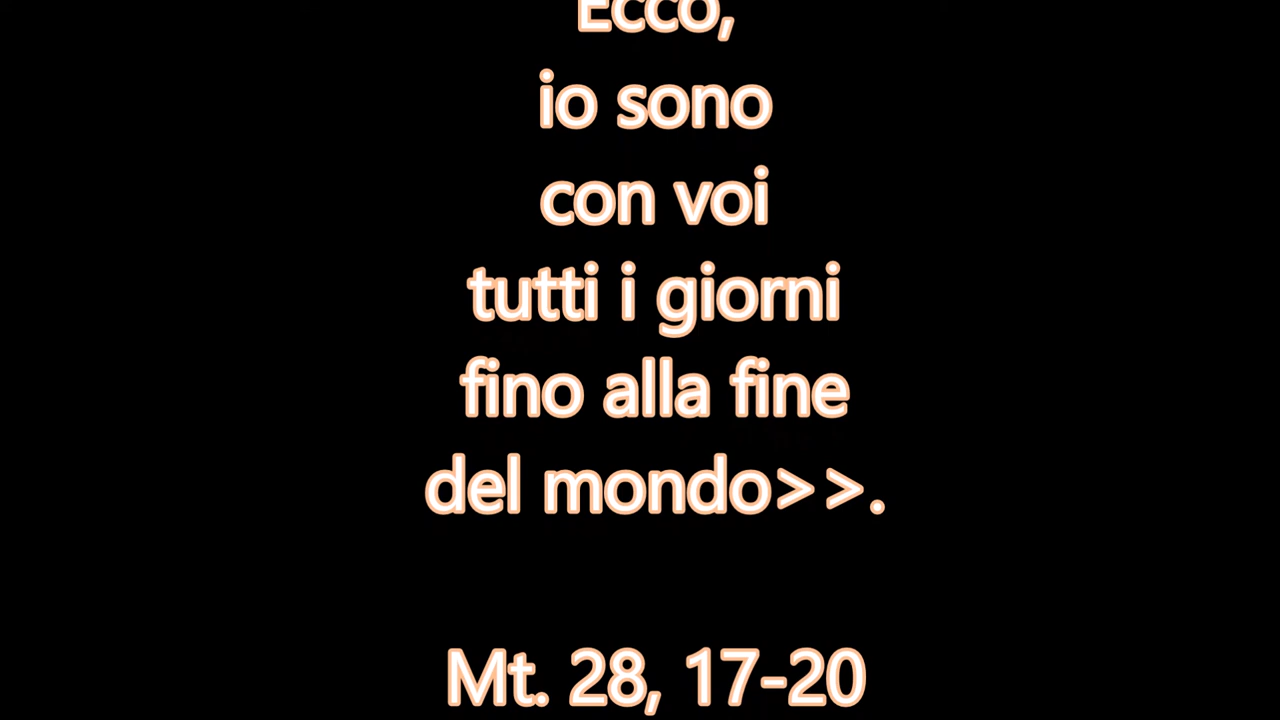 Ecco,
io sono
con voi
tutti i giorni
fino alla fine
del mondo>>.
Mt. 28, 17-20